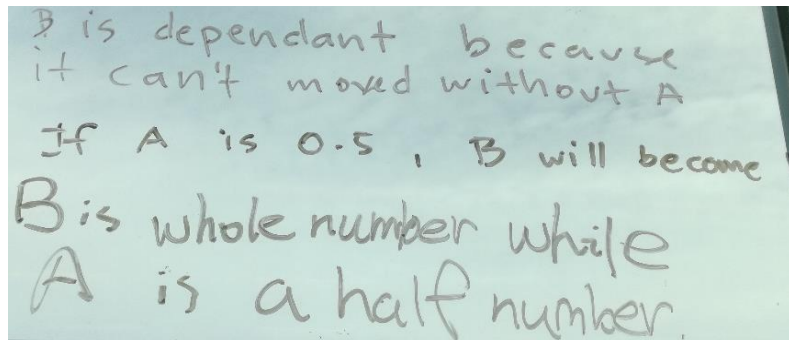 B is dependant because
it can't moved without A
If A is 0.5, B will become
B is whole number while
A is a half number.